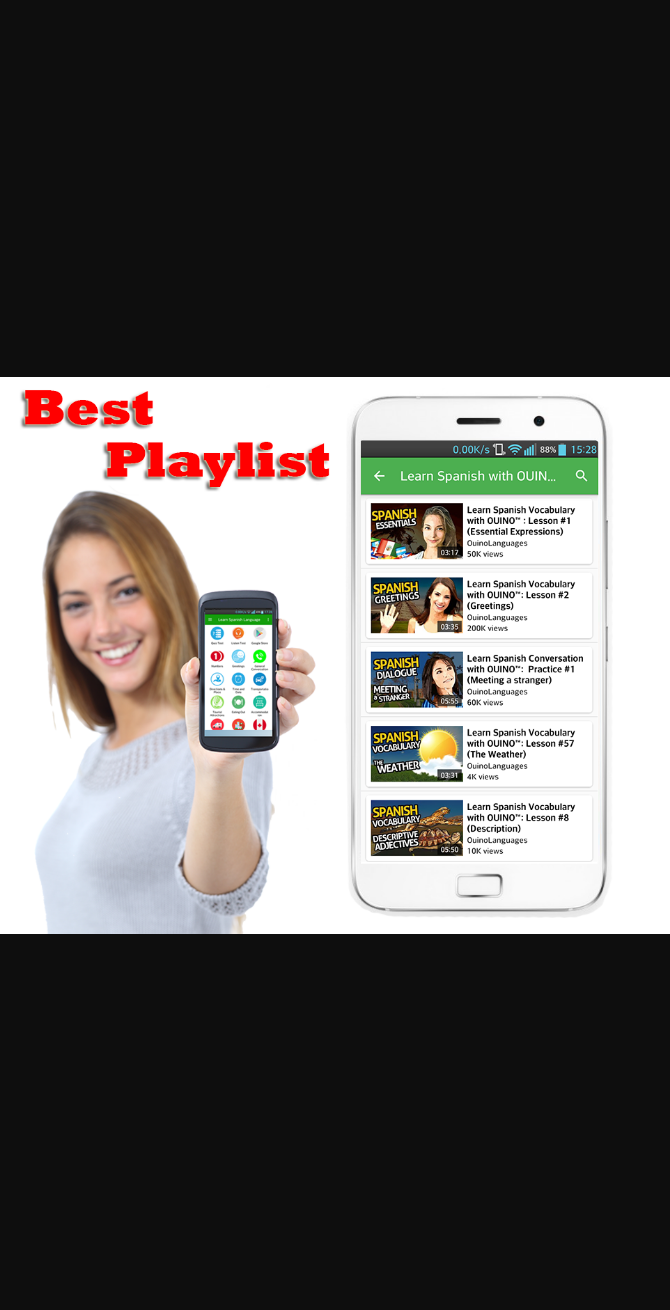 Best
Playlist
0.00K/s 88% 15:28
Learn Spanish with OUIN...
SPANISH
ESSENTIALS
03:17
Learn Spanish Vocabulary
with OUINO™ : Lesson #1
(Essential Expressions)
OuinoLanguages
50K views
SPANISH
GREETINGS
03:35
Learn Spanish Vocabulary
with OUINO™: Lesson #2
(Greetings)
OuinoLanguages
200K views
SPANISH
DIALOGUE
MEETING
A STRANGER
05:55
Learn Spanish Conversation
with OUINO™: Practice #1
(Meeting a stranger)
OuinoLanguages
60K views
SPANISH
VOCABULARY
THE
WEATHER
03:31
Learn Spanish Vocabulary
with OUINO™: Lesson #57
(The Weather)
OuinoLanguages
4K views
SPANISH
VOCABULARY
DESCRIPTIVE
ADJECTIVES
05:50
Learn Spanish Vocabulary
with OUINO™: Lesson #8
(Description)
OuinoLanguages
10K views
Learn Spanish Language